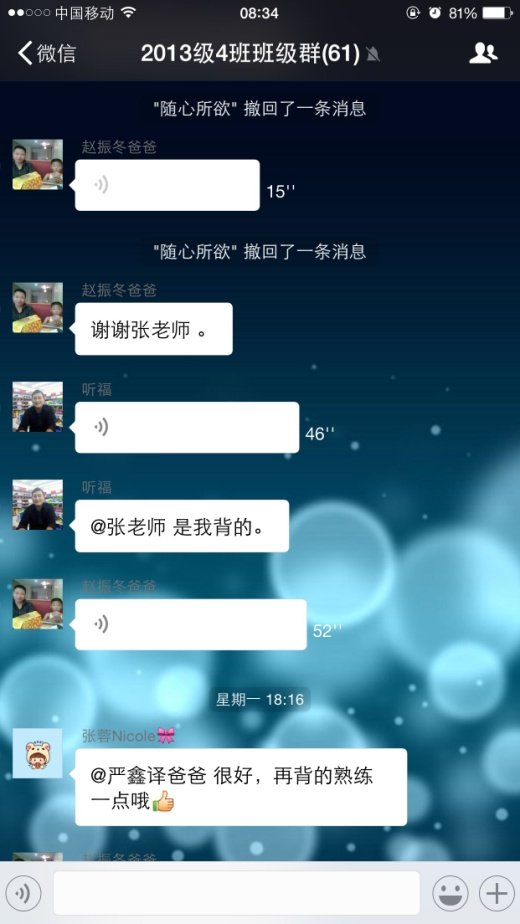 中国移动
08:34
81%
微信
2013级4班班级群(61)
"随心所欲" 撤回了一条消息
赵振冬爸爸
15''
"随心所欲" 撤回了一条消息
赵振冬爸爸
谢谢张老师 。
听福
46''
听福
@张老师 是我背的。
赵振冬爸爸
52''
星期一 18:16
张蓉Nicole🎀
@严鑫译爸爸 很好，再背的熟练
一点哦👍
赵振冬爸爸